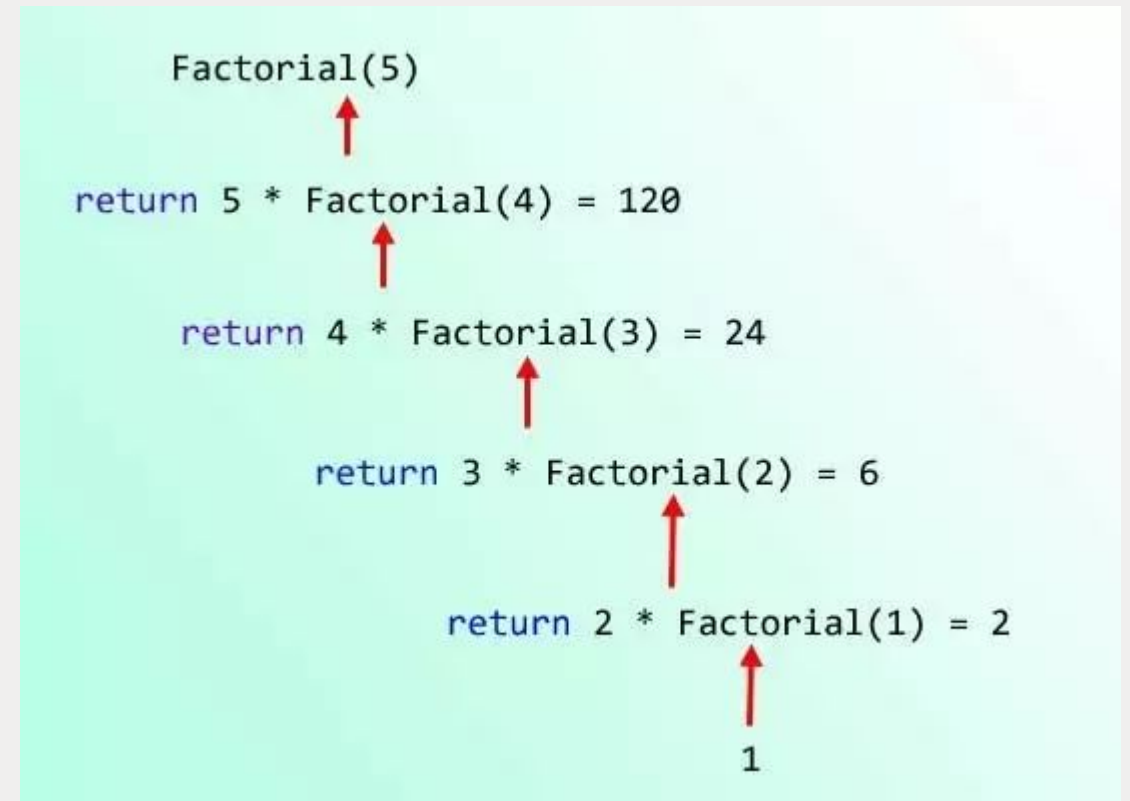 Factorial(5)
return 5 * Factorial(4) = 120
return 4 * Factorial(3) = 24
return 3 * Factorial(2) = 6
return 2 * Factorial(1) = 2
1